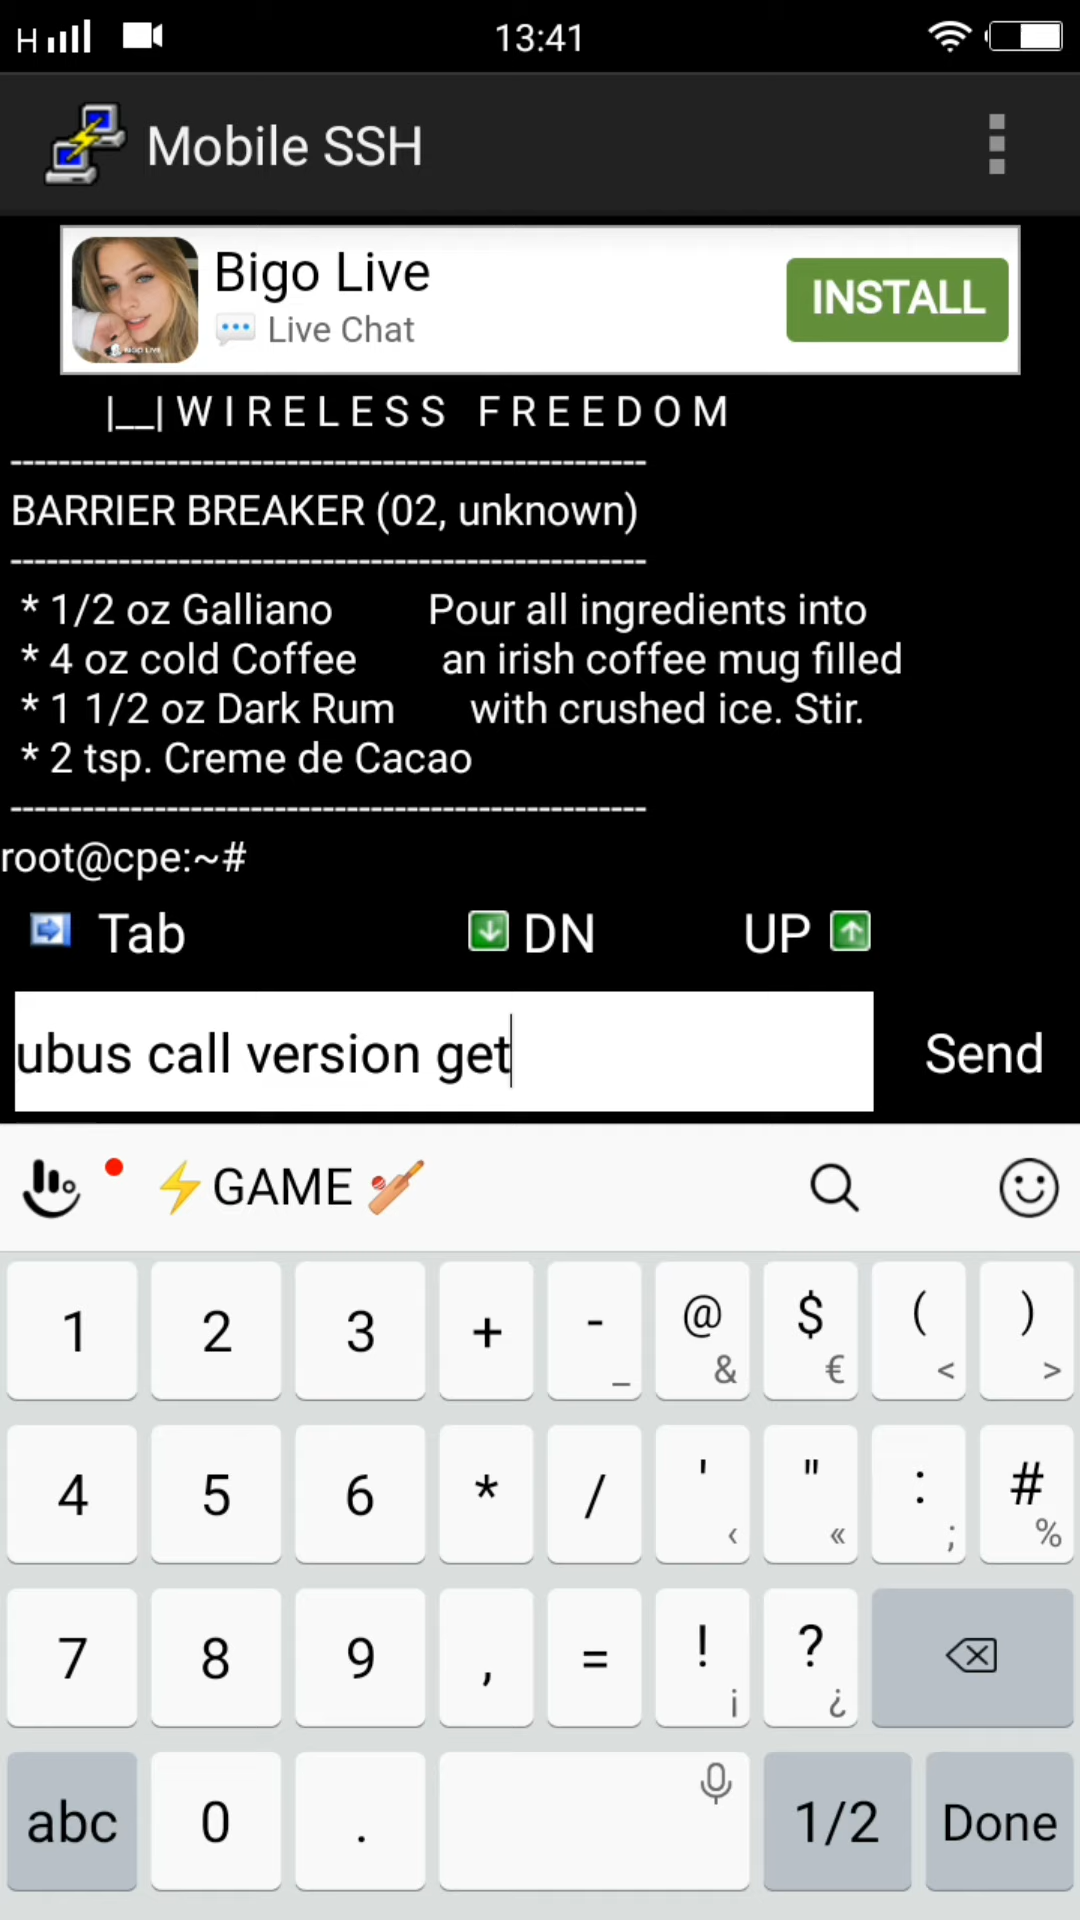 H 13:41
Mobile SSH
Bigo Live
Live Chat
INSTALL
BIGO LIVE
|__| W I R E L E S S   F R E E D O M
-----------------------------------------------------
BARRIER BREAKER (02, unknown)
-----------------------------------------------------
* 1/2 oz Galliano Pour all ingredients into
* 4 oz cold Coffee an irish coffee mug filled
* 1 1/2 oz Dark Rum with crushed ice. Stir.
* 2 tsp. Creme de Cacao
-----------------------------------------------------
root@cpe:~#
Tab DN UP
ubus call version get
Send
⚡GAME 🏏
1 2 3 + - _ @ & $ € ( < ) >
4 5 6 * / ' ‹ " « : ; # %
7 8 9 , = ! ¡ ? ¿
abc 0 . 1/2 Done